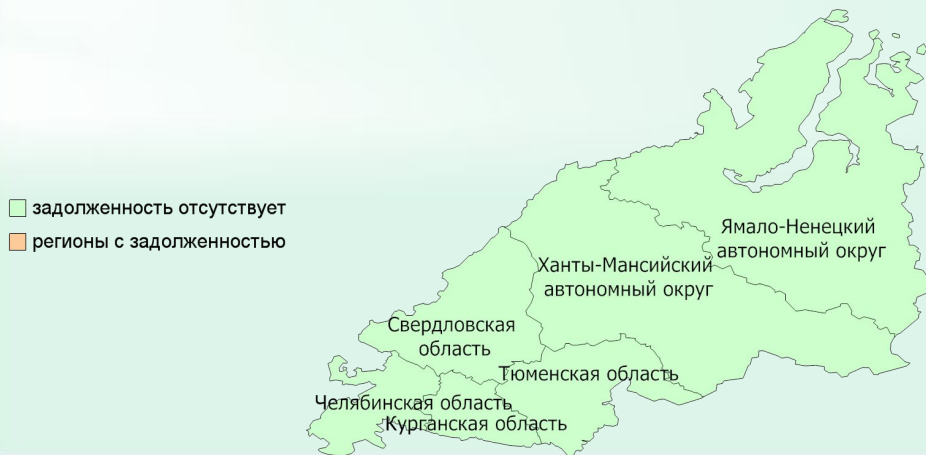 задолженность отсутствует
регионы с задолженностью
Ямало-Ненецкий
автономный округ
Ханты-Мансийский
автономный округ
Свердловская
область
Тюменская область
Челябинская область
Курганская область